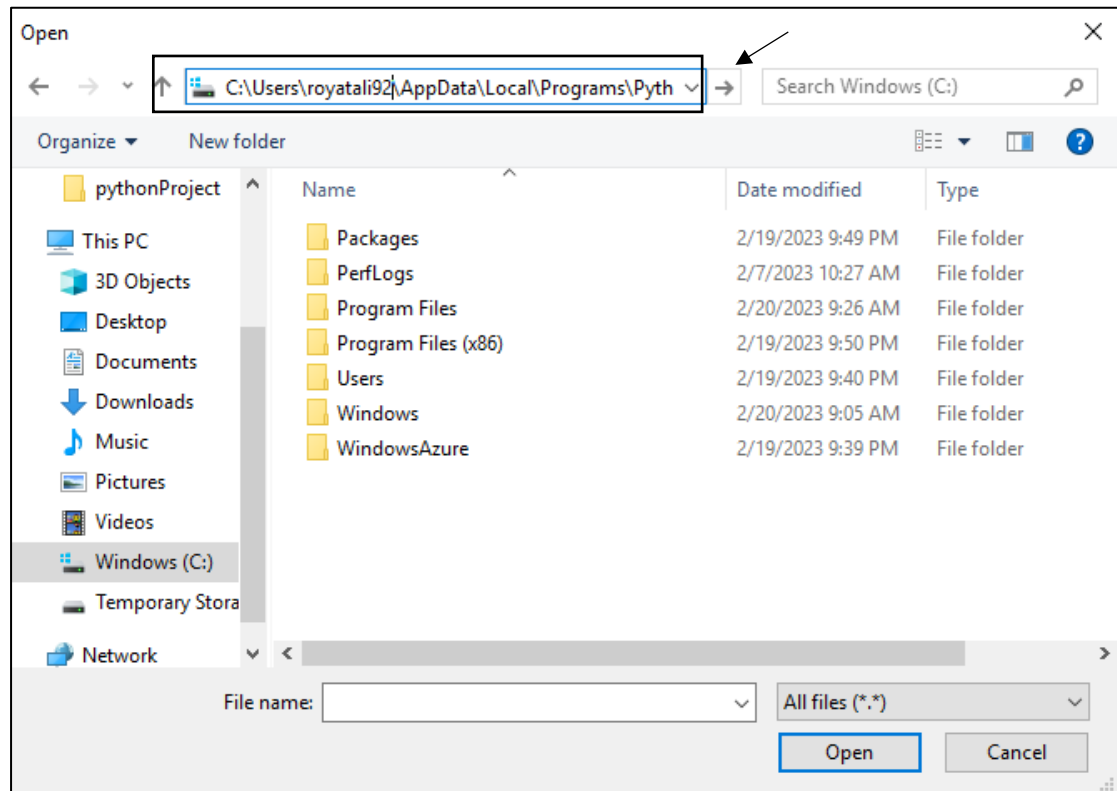 Open
C:\Users\royatali92\AppData\Local\Programs\Pyth
Search Windows (C:)
Organize New folder
Name Date modified Type
pythonProject
This PC
3D Objects
Desktop
Documents
Downloads
Music
Pictures
Videos
Windows (C:)
Temporary Stora
Network
Packages 2/19/2023 9:49 PM File folder
PerfLogs 2/7/2023 10:27 AM File folder
Program Files 2/20/2023 9:26 AM File folder
Program Files (x86) 2/19/2023 9:50 PM File folder
Users 2/19/2023 9:40 PM File folder
Windows 2/20/2023 9:05 AM File folder
WindowsAzure 2/19/2023 9:39 PM File folder
File name: All files (*.*)
Open Cancel